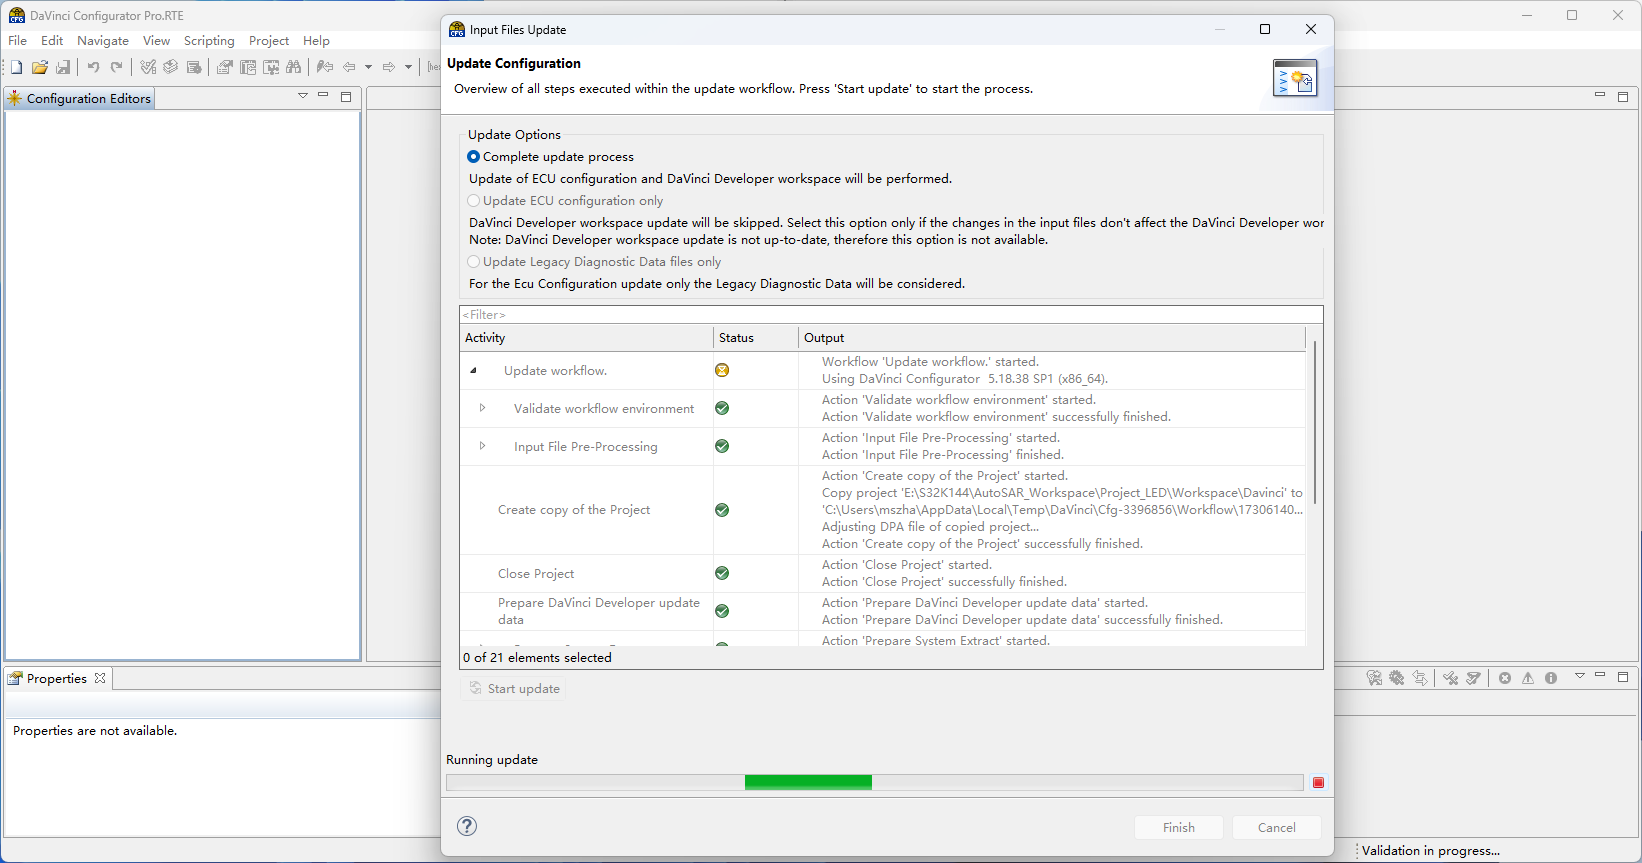 DaVinci Configurator Pro.RTE
File Edit Navigate View Scripting Project Help
Configuration Editors
Input Files Update
Update Configuration
Overview of all steps executed within the update workflow. Press 'Start update' to start the process.
Update Options
Complete update process
Update of ECU configuration and DaVinci Developer workspace will be performed.
Update ECU configuration only
DaVinci Developer workspace update will be skipped. Select this option only if the changes in the input files don't affect the DaVinci Developer wor
Note: DaVinci Developer workspace update is not up-to-date, therefore this option is not available.
Update Legacy Diagnostic Data files only
For the Ecu Configuration update only the Legacy Diagnostic Data will be considered.
<Filter>
Activity Status Output
Update workflow.
Workflow 'Update workflow.' started.
Using DaVinci Configurator 5.18.38 SP1 (x86_64).
Validate workflow environment
Action 'Validate workflow environment' started.
Action 'Validate workflow environment' successfully finished.
Input File Pre-Processing
Action 'Input File Pre-Processing' started.
Action 'Input File Pre-Processing' finished.
Create copy of the Project
Action 'Create copy of the Project' started.
Copy project 'E:\S32K144\AutoSAR_Workspace\Project_LED\Workspace\Davinci' to
'C:\Users\mszha\AppData\Local\Temp\DaVinci\Cfg-3396856\Workflow\17306140...
Adjusting DPA file of copied project...
Action 'Create copy of the Project' successfully finished.
Close Project
Action 'Close Project' started.
Action 'Close Project' successfully finished.
Prepare DaVinci Developer update
data
Action 'Prepare DaVinci Developer update data' started.
Action 'Prepare DaVinci Developer update data' successfully finished.
Action 'Prepare System Extract' started.
0 of 21 elements selected
Start update
Properties
Properties are not available.
Running update
Finish
Cancel
Validation in progress...